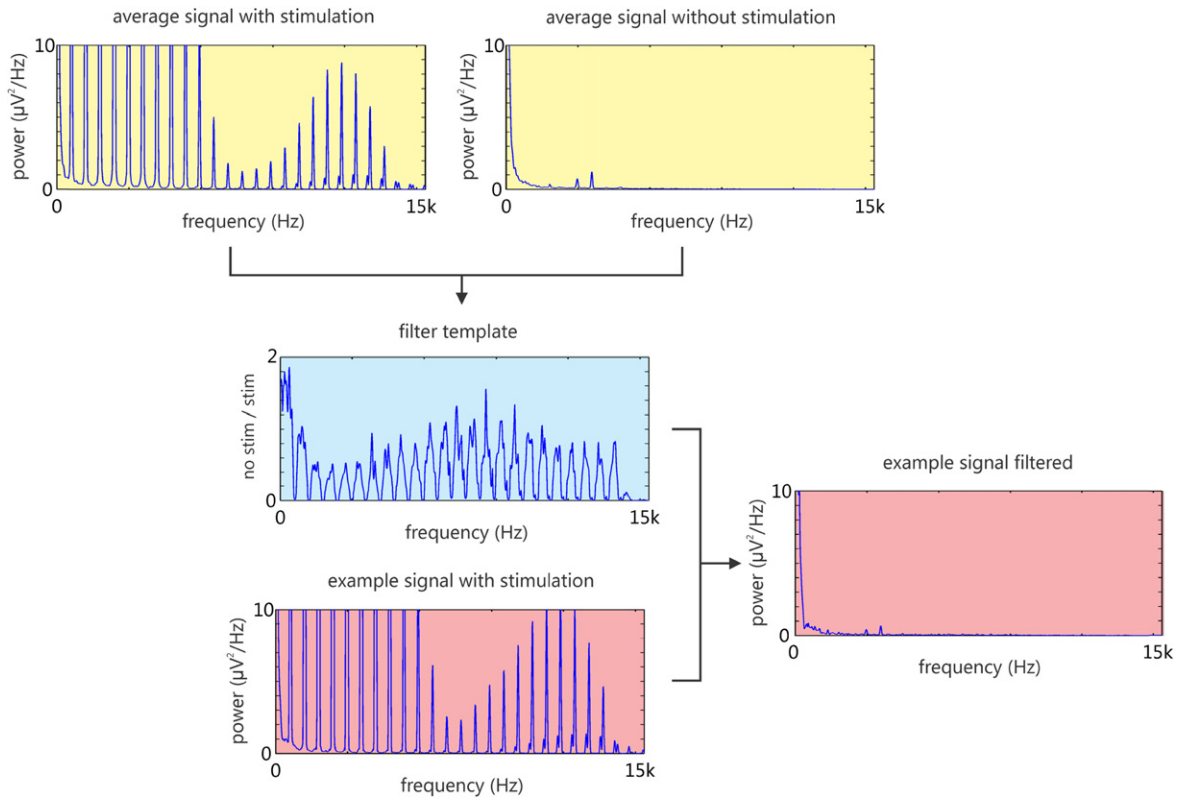 average signal with stimulation
average signal without stimulation
10
power (µV²/Hz)
0
0
15k
frequency (Hz)
10
power (µV²/Hz)
0
0
15k
frequency (Hz)
filter template
2
no stim / stim
0
0
15k
frequency (Hz)
example signal with stimulation
10
power (µV²/Hz)
0
0
15k
frequency (Hz)
example signal filtered
10
power (µV²/Hz)
0
0
15k
frequency (Hz)